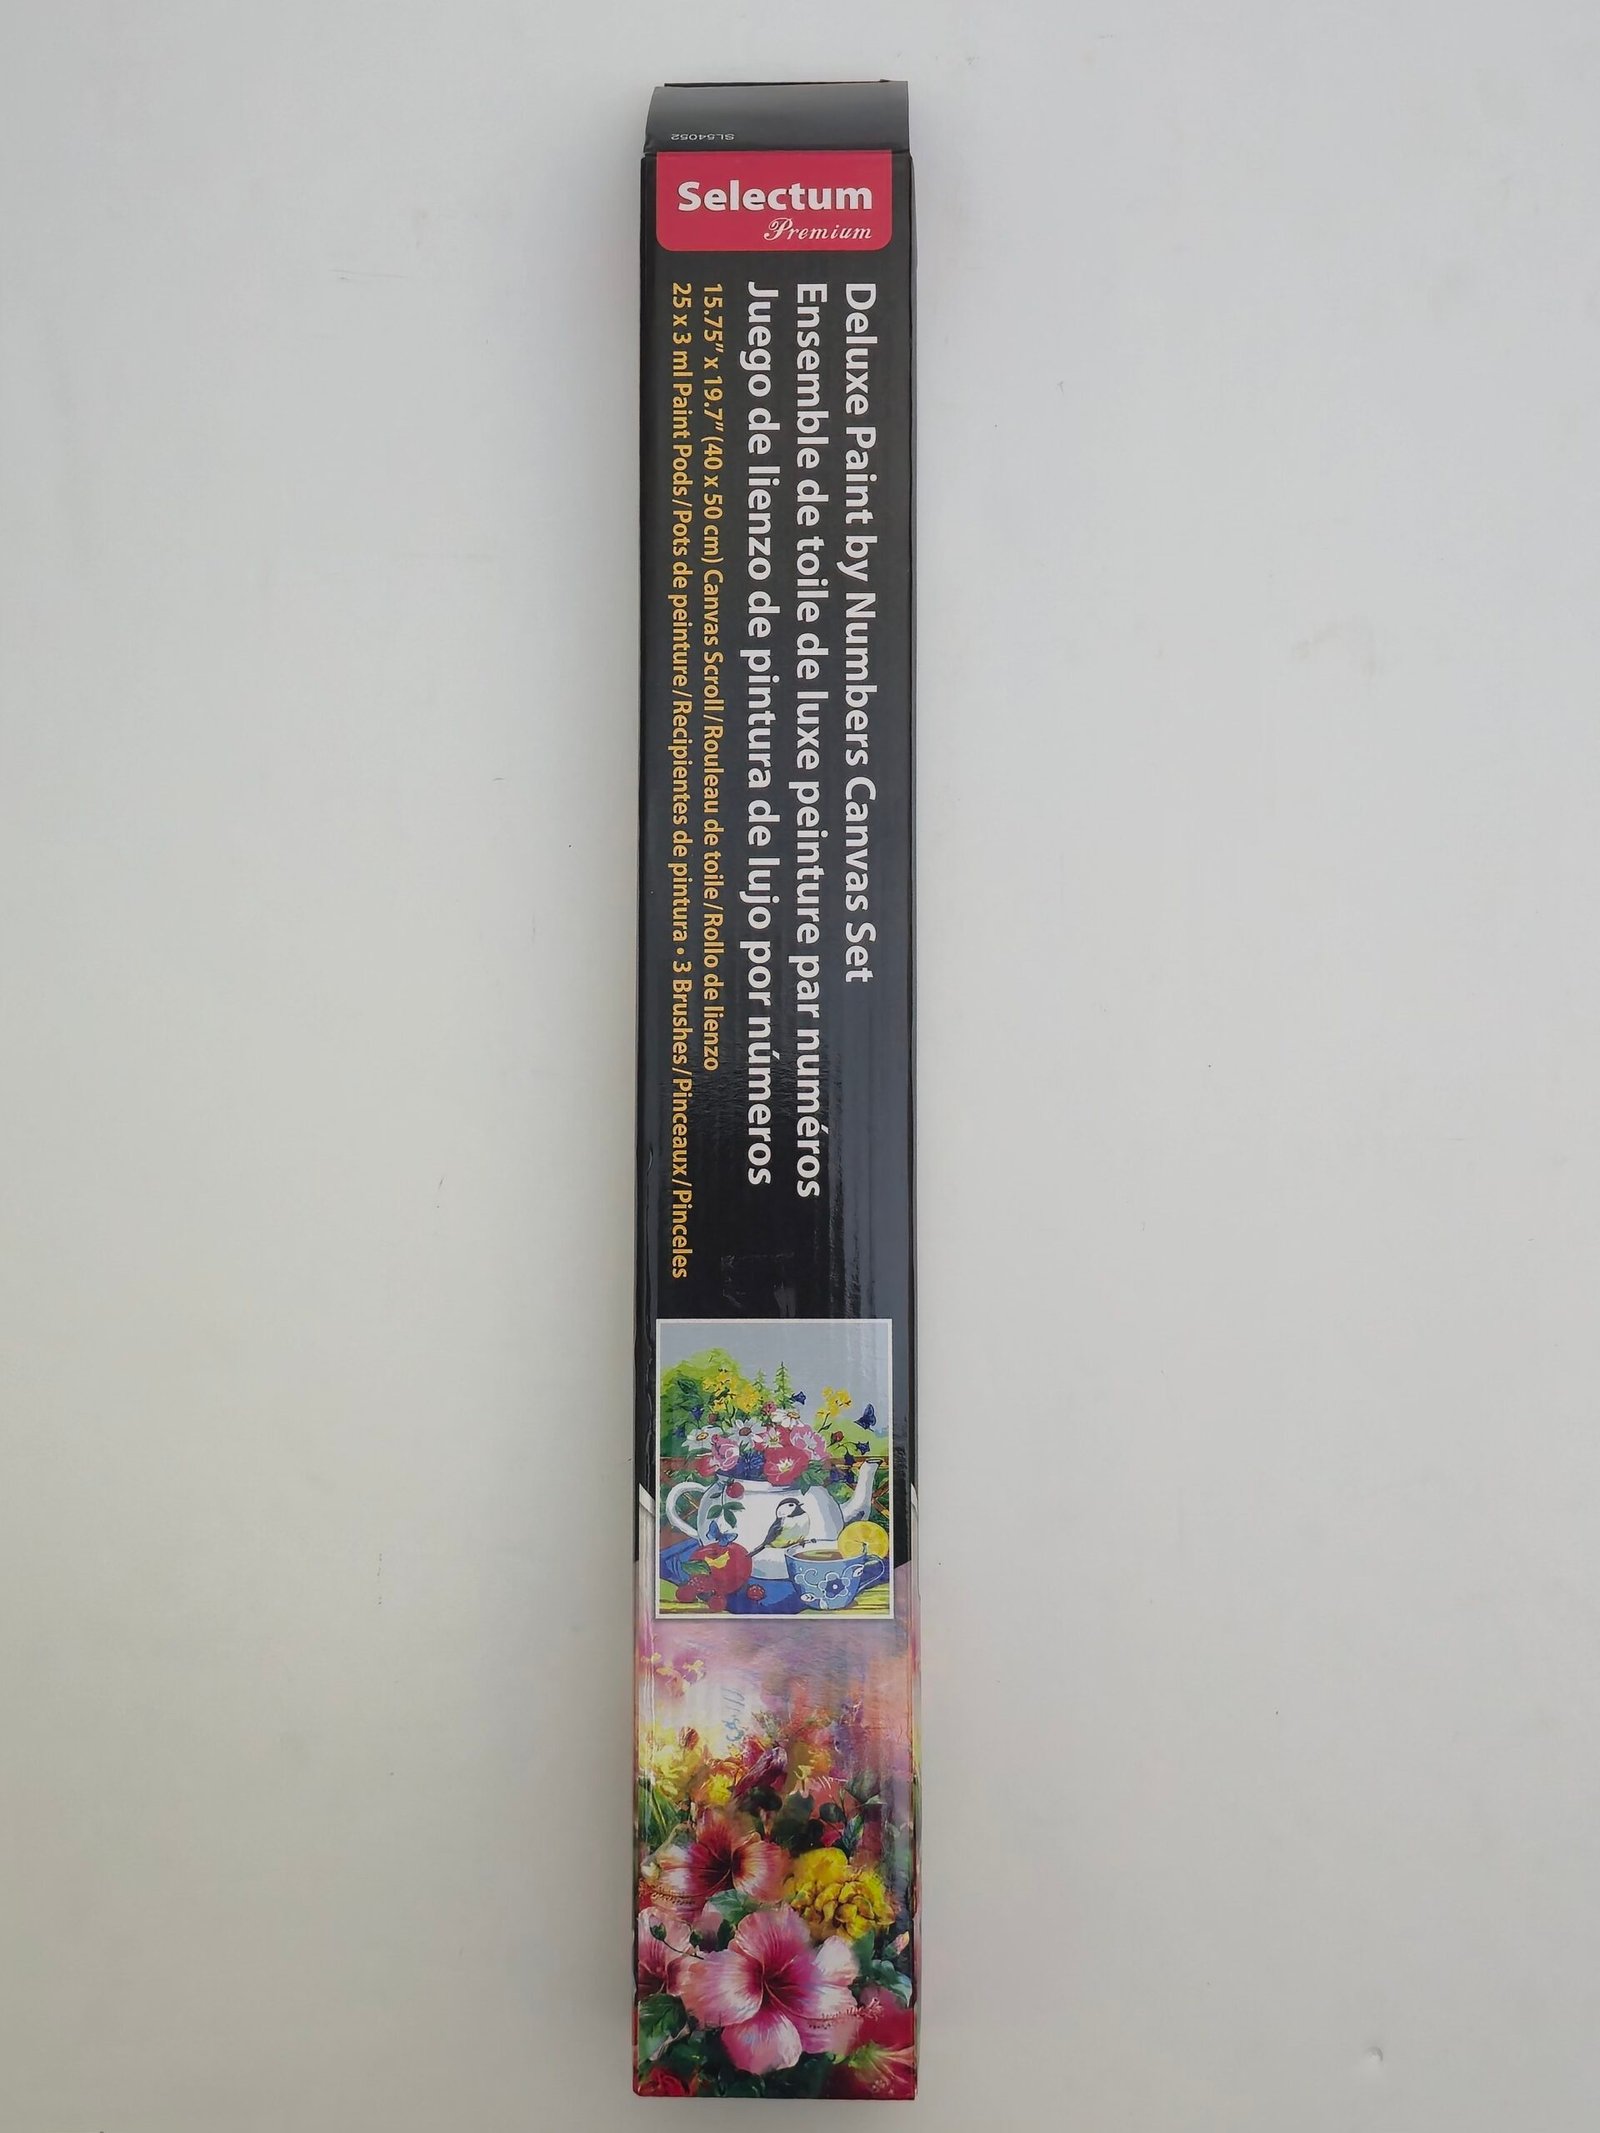 SL54052
Selectum
Premium
Deluxe Paint by Numbers Canvas Set
Ensemble de toile de luxe peinture par numéros
Juego de lienzo de pintura de lujo por números
15.75" x 19.7" (40 x 50 cm) Canvas Scroll/Rouleau de toile/Rollo de lienzo
25 x 3 ml Paint Pods/Pots de peinture/Recipientes de pintura • 3 Brushes/Pinceaux/Pinceles